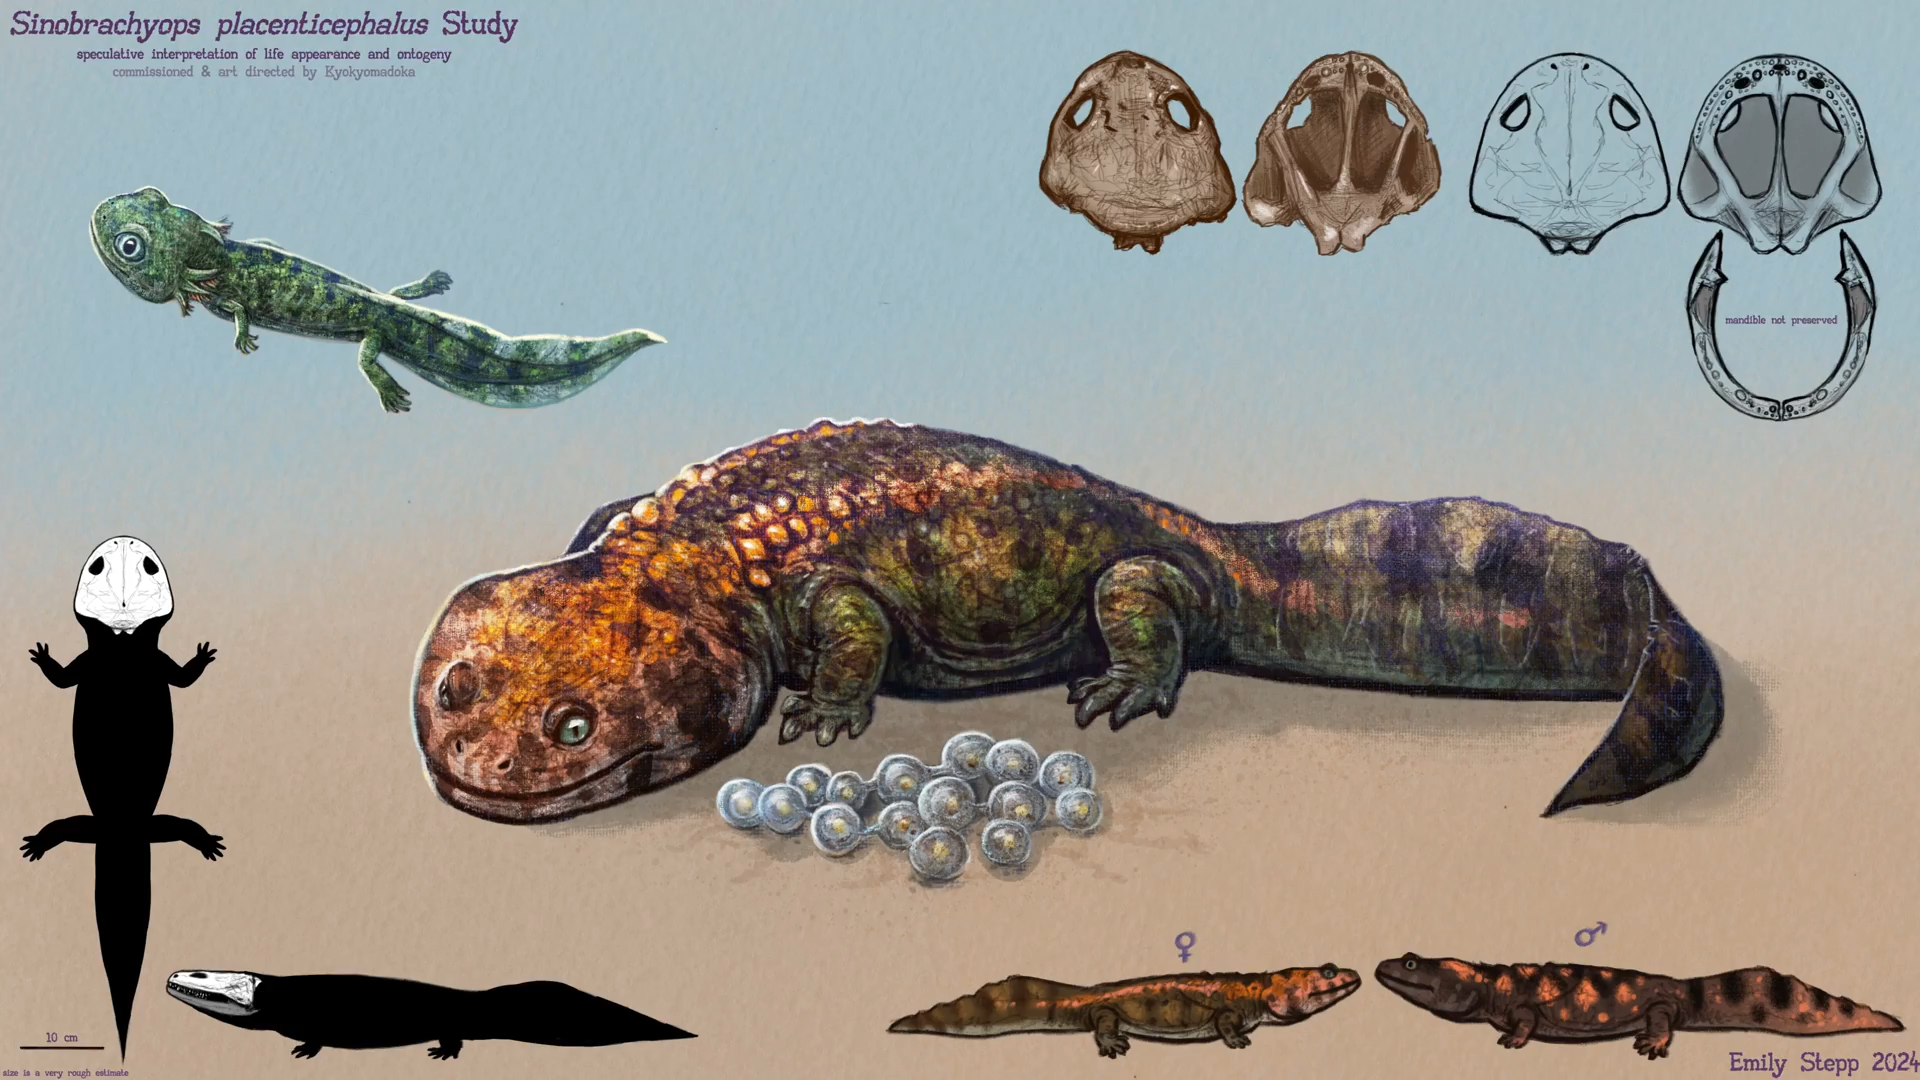 Sinobrachyops placenticephalus Study
speculative interpretation of life appearance and ontogeny
commissioned & art directed by Kyokyomadoka
mandible not preserved
♀
♂
10 cm
size is a very rough estimate
Emily Stepp 2024